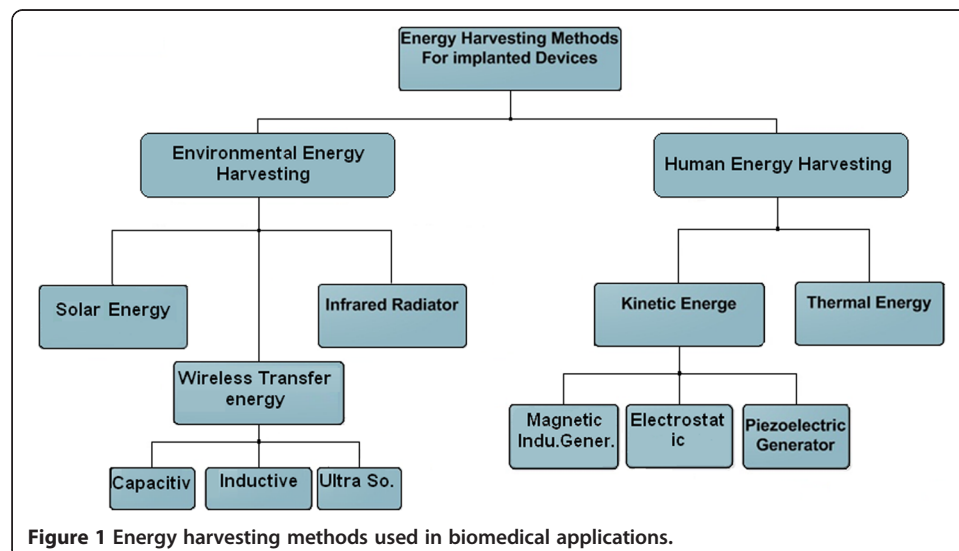 Energy Harvesting Methods
For implanted Devices
Environmental Energy
Harvesting
Human Energy Harvesting
Solar Energy
Infrared Radiator
Kinetic Energe
Thermal Energy
Wireless Transfer
energy
Magnetic
Indu.Gener.
Electrostat
ic
Piezoelectric
Generator
Capacitiv
Inductive
Ultra So.
Figure 1 Energy harvesting methods used in biomedical applications.